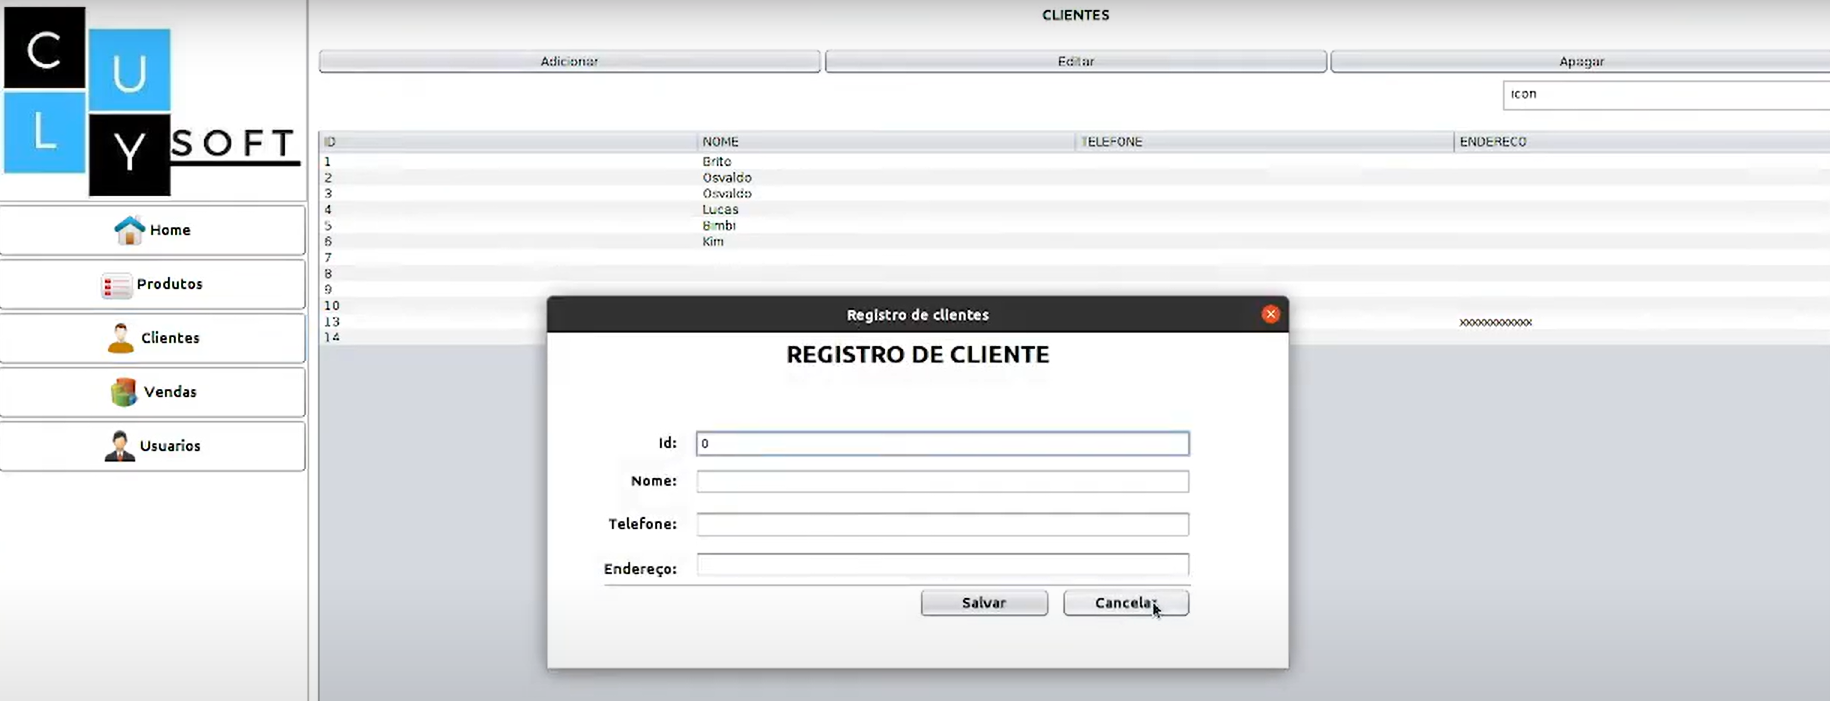 CLIENTES
C
U
L
Y
SOFT
Adicionar
Editar
Apagar
icon
ID NOME TELEFONE ENDERECO
1 Brito
2 Osvaldo
3 Osvaldo
4 Lucas
5 Bimbi
6 Kim
7
8
9
10
13 xxxxxxxxxxxx
14
Home
Produtos
Clientes
Vendas
Usuarios
Registro de clientes
REGISTRO DE CLIENTE
Id: 0
Nome:
Telefone:
Endereço:
Salvar Cancelar